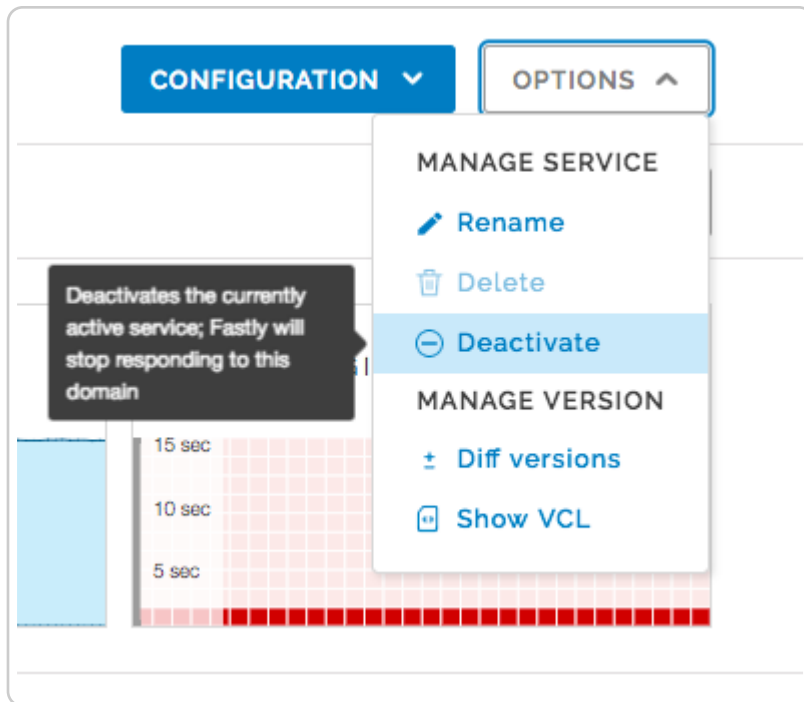 CONFIGURATION
OPTIONS
MANAGE SERVICE
Rename
Delete
Deactivates the currently
active service; Fastly will
stop responding to this
domain
Deactivate
MANAGE VERSION
15 sec
Diff versions
10 sec
Show VCL
5 sec